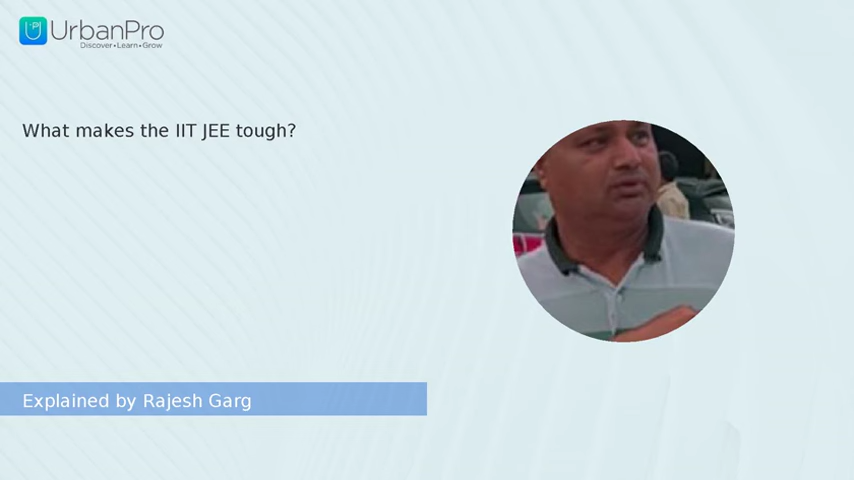 UrbanPro
Discover•Learn•Grow
What makes the IIT JEE tough?
Explained by Rajesh Garg